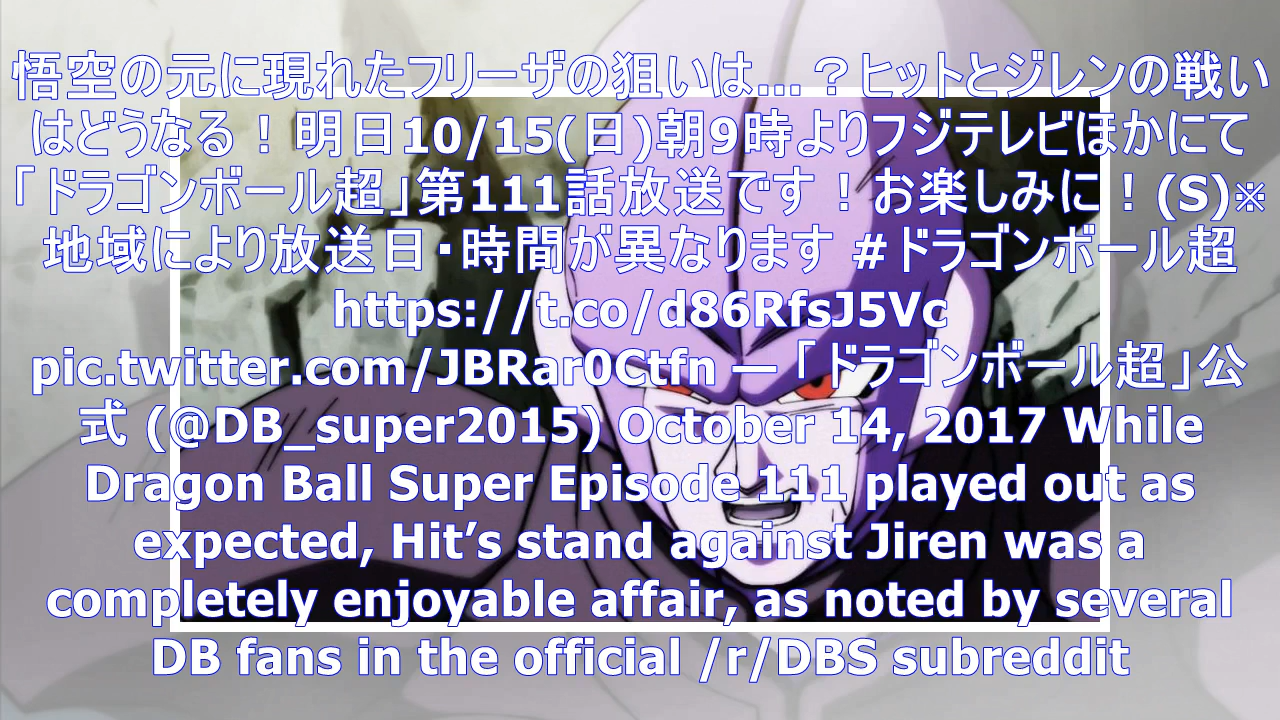 悟空の元に現れたフリーザの狙いは...？ヒットとジレンの戦い
はどうなる！明日10/15(日)朝9時よりフジテレビほかにて
「ドラゴンボール超」第111話放送です！お楽しみに！(S)※
地域により放送日・時間が異なります #ドラゴンボール超
https://t.co/d86RfsJ5Vc
pic.twitter.com/JBRar0Ctfn —「ドラゴンボール超」公
式 (@DB_super2015) October 14, 2017 While
Dragon Ball Super Episode 111 played out as
expected, Hit’s stand against Jiren was a
completely enjoyable affair, as noted by several
DB fans in the official /r/DBS subreddit